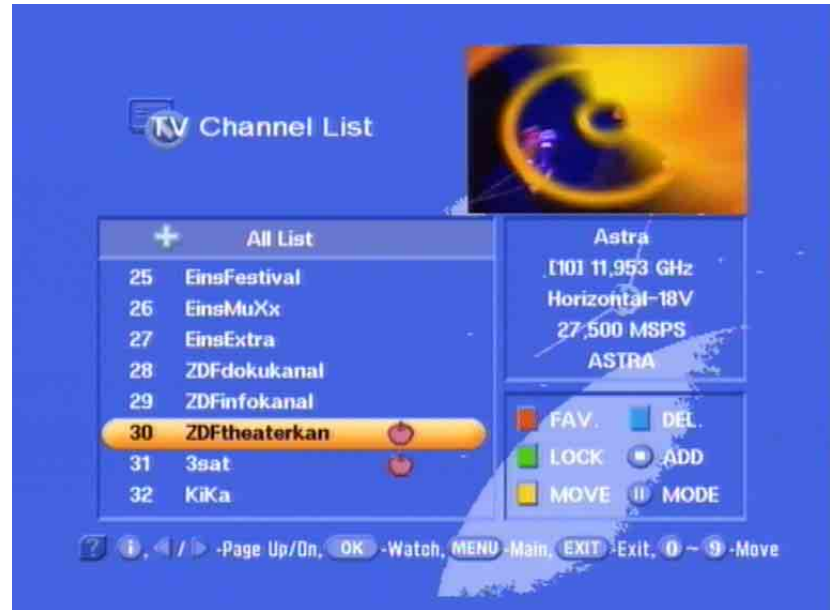 TV Channel List
All List
25 EinsFestival
26 EinsMuXx
27 EinsExtra
28 ZDFdokukanal
29 ZDFinfokanal
30 ZDFtheaterkan
31 3sat
32 KiKa
Astra
[10] 11,953 GHz
Horizontal-18V
27,500 MSPS
ASTRA
FAV. DEL.
LOCK ADD
MOVE MODE
? i, / -Page Up/Dn, OK -Watch, MENU -Main, EXIT -Exit, 0 ~ 9 -Move